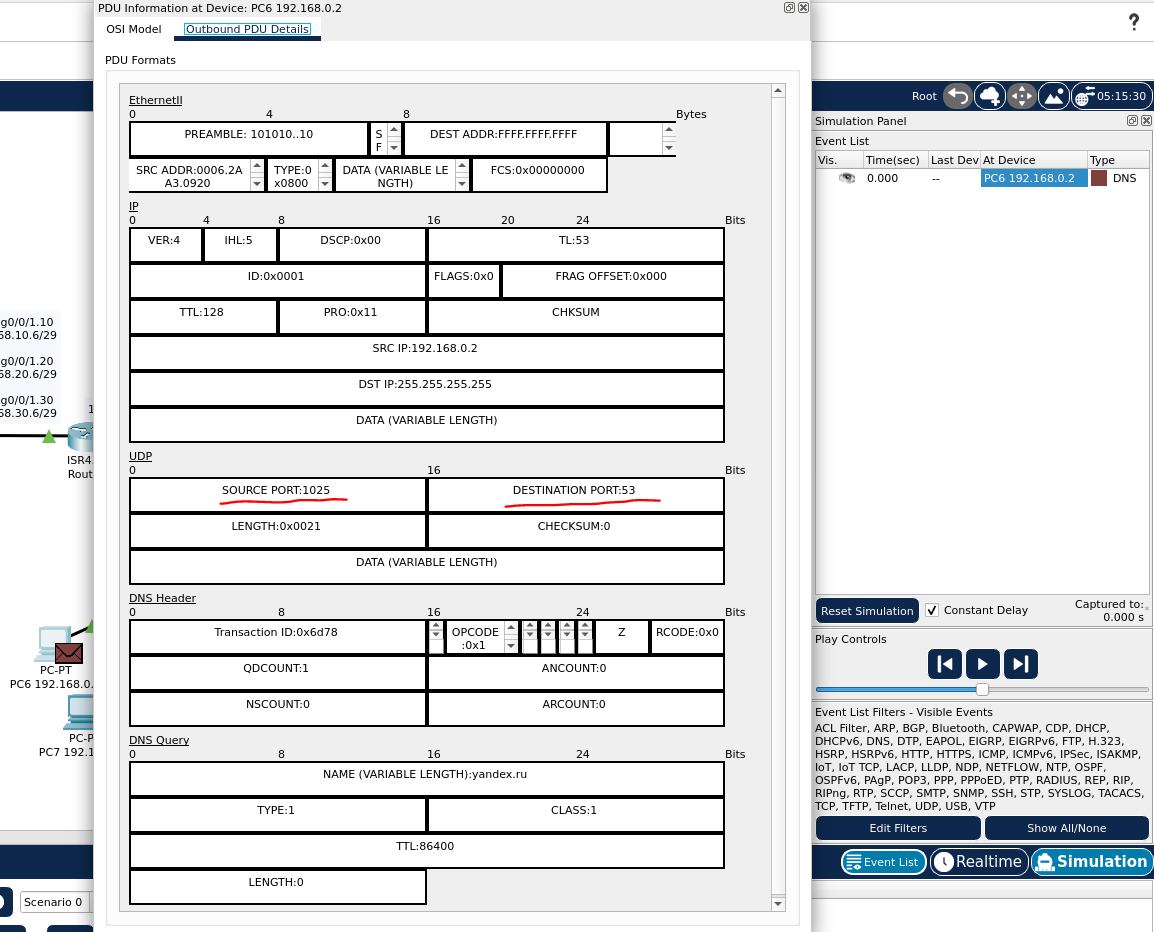 PDU Information at Device: PC6 192.168.0.2
OSI Model
Outbound PDU Details
PDU Formats
EthernetII
0 4 8 Bytes
PREAMBLE: 101010..10
S
F
DEST ADDR:FFFF.FFFF.FFFF
SRC ADDR:0006.2A
A3.0920
TYPE:0
x0800
DATA (VARIABLE LE
NGTH)
FCS:0x00000000
IP
0 4 8 16 20 24 Bits
VER:4 IHL:5 DSCP:0x00 TL:53
ID:0x0001 FLAGS:0x0 FRAG OFFSET:0x000
TTL:128 PRO:0x11 CHKSUM
SRC IP:192.168.0.2
DST IP:255.255.255.255
DATA (VARIABLE LENGTH)
UDP
0 16 Bits
SOURCE PORT:1025 DESTINATION PORT:53
LENGTH:0x0021 CHECKSUM:0
DATA (VARIABLE LENGTH)
DNS Header
0 8 16 24 Bits
Transaction ID:0x6d78
OPCODE
:0x1
Z
RCODE:0x0
QDCOUNT:1 ANCOUNT:0
NSCOUNT:0 ARCOUNT:0
DNS Query
0 8 16 24 Bits
NAME (VARIABLE LENGTH):yandex.ru
TYPE:1 CLASS:1
TTL:86400
LENGTH:0
g0/0/1.10
68.10.6/29
g0/0/1.20
68.20.6/29
g0/0/1.30
68.30.6/29
1
ISR4
Rout
PC-PT
PC6 192.168.0.
PC-P
PC7 192.1
Scenario 0
?
Root
05:15:30
Simulation Panel
Event List
Vis. Time(sec) Last Dev At Device Type
0.000 -- PC6 192.168.0.2 DNS
Reset Simulation
Constant Delay
Captured to:
0.000 s
Play Controls
Event List Filters - Visible Events
ACL Filter, ARP, BGP, Bluetooth, CAPWAP, CDP, DHCP,
DHCPv6, DNS, DTP, EAPOL, EIGRP, EIGRPv6, FTP, H.323,
HSRP, HSRPv6, HTTP, HTTPS, ICMP, ICMPv6, IPSec, ISAKMP,
IoT, IoT TCP, LACP, LLDP, NDP, NETFLOW, NTP, OSPF,
OSPFv6, PAgP, POP3, PPP, PPPoED, PTP, RADIUS, REP, RIP,
RIPng, RTP, SCCP, SMTP, SNMP, SSH, STP, SYSLOG, TACACS,
TCP, TFTP, Telnet, UDP, USB, VTP
Edit Filters
Show All/None
Event List
Realtime
Simulation